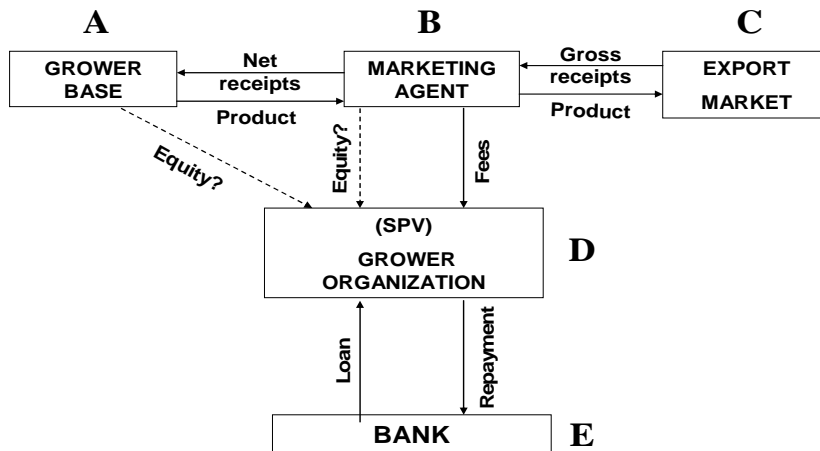 A
B
C
GROWER
BASE
Net
receipts
Product
MARKETING
AGENT
Gross
receipts
Product
EXPORT
MARKET
Equity?
Equity?
Fees
(SPV)
GROWER
ORGANIZATION
D
Loan
Repayment
BANK
E